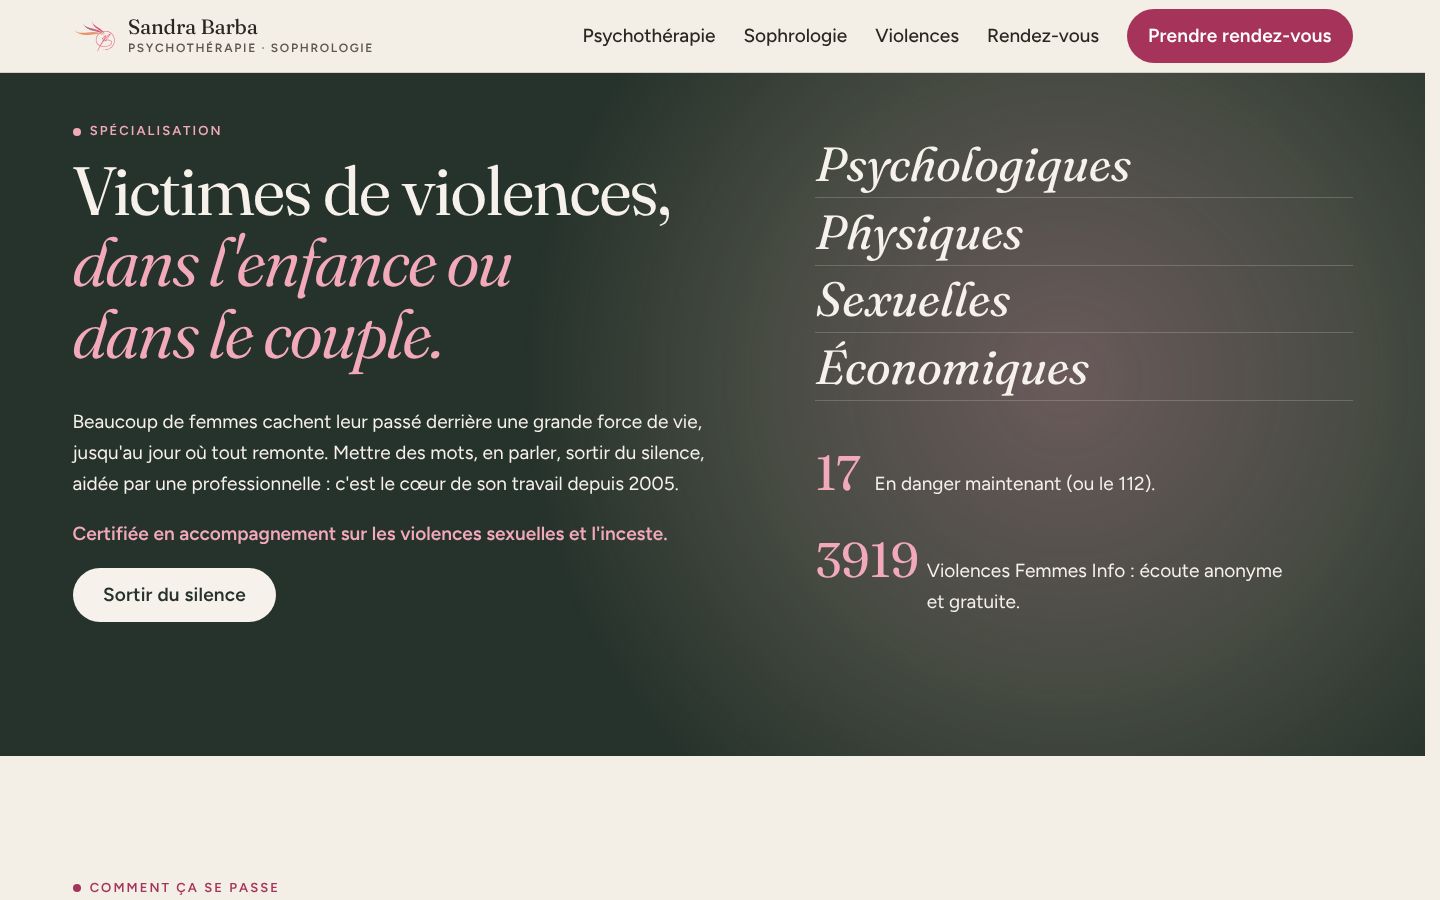 Sandra Barba
PSYCHOTHÉRAPIE · SOPHROLOGIE
Psychothérapie
Sophrologie
Violences
Rendez-vous
Prendre rendez-vous
SPÉCIALISATION
Victimes de violences,
dans l'enfance ou
dans le couple.
Beaucoup de femmes cachent leur passé derrière une grande force de vie,
jusqu'au jour où tout remonte. Mettre des mots, en parler, sortir du silence,
aidée par une professionnelle : c'est le cœur de son travail depuis 2005.
Certifiée en accompagnement sur les violences sexuelles et l'inceste.
Sortir du silence
Psychologiques
Physiques
Sexuelles
Économiques
17 En danger maintenant (ou le 112).
3919 Violences Femmes Info : écoute anonyme
et gratuite.
COMMENT ÇA SE PASSE